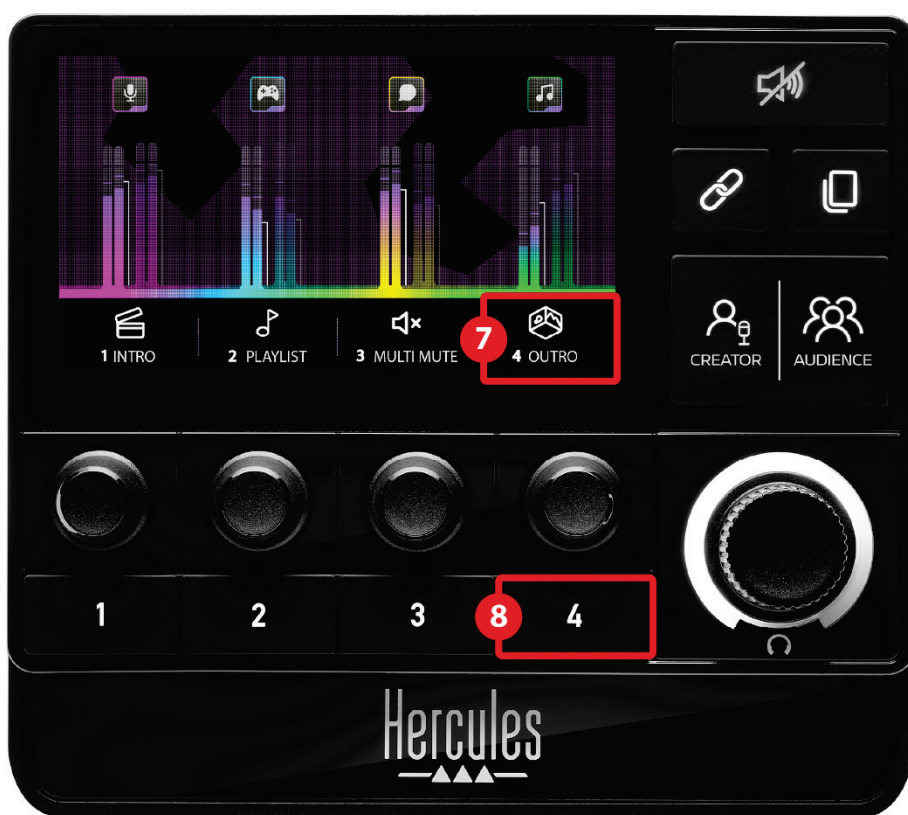 1 INTRO
2 PLAYLIST
3 MULTI MUTE
7
4 OUTRO
CREATOR
AUDIENCE
1
2
3
8
4
Hercules